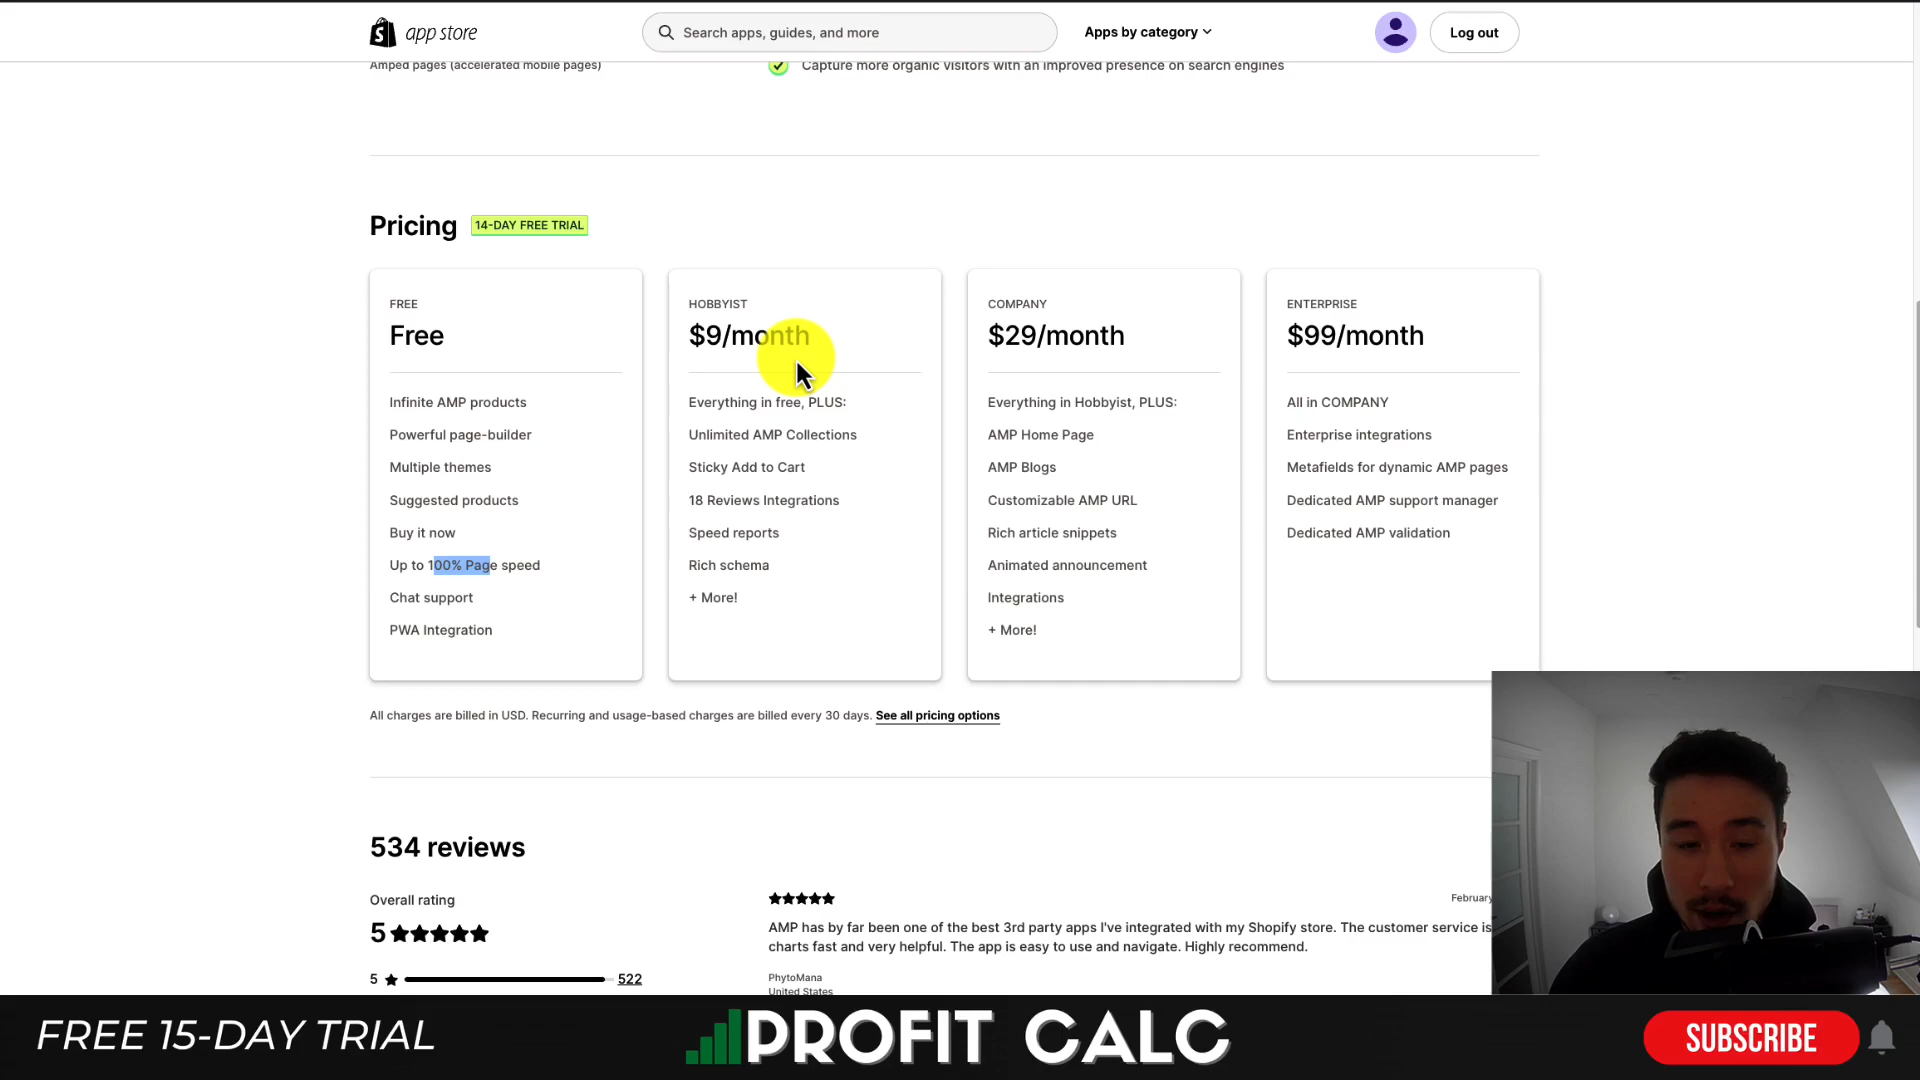 app store
Search apps, guides, and more
Apps by category
Log out
Amped pages (accelerated mobile pages)
Capture more organic visitors with an improved presence on search engines
Pricing
14-DAY FREE TRIAL
FREE
Free
Infinite AMP products
Powerful page-builder
Multiple themes
Suggested products
Buy it now
Up to 100% Page speed
Chat support
PWA Integration
HOBBYIST
$9/month
Everything in free, PLUS:
Unlimited AMP Collections
Sticky Add to Cart
18 Reviews Integrations
Speed reports
Rich schema
+ More!
COMPANY
$29/month
Everything in Hobbyist, PLUS:
AMP Home Page
AMP Blogs
Customizable AMP URL
Rich article snippets
Animated announcement
Integrations
+ More!
ENTERPRISE
$99/month
All in COMPANY
Enterprise integrations
Metafields for dynamic AMP pages
Dedicated AMP support manager
Dedicated AMP validation
All charges are billed in USD. Recurring and usage-based charges are billed every 30 days. See all pricing options
534 reviews
Overall rating
5
5 522
February
AMP has by far been one of the best 3rd party apps I've integrated with my Shopify store. The customer service is
charts fast and very helpful. The app is easy to use and navigate. Highly recommend.
PhytoMana
United States
FREE 15-DAY TRIAL
PROFIT CALC
SUBSCRIBE